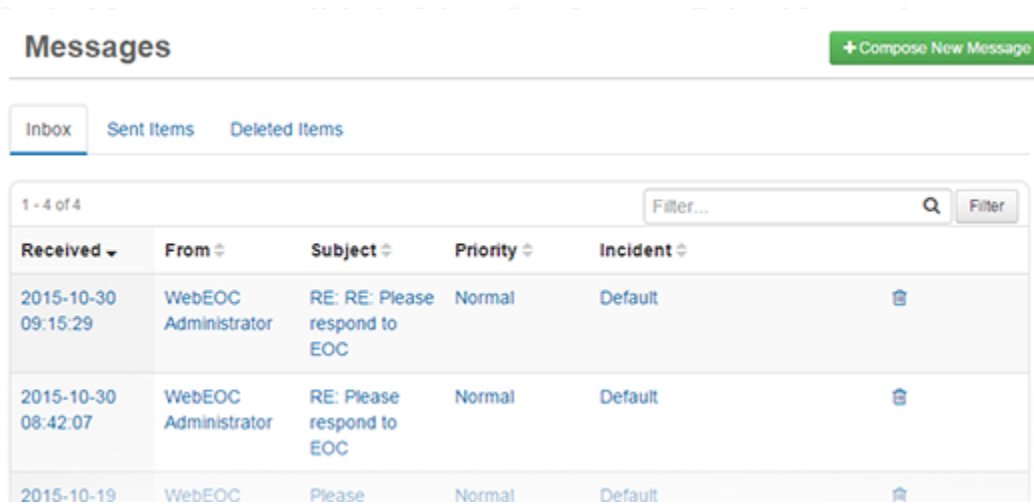 Messages
+ Compose New Message
Inbox Sent Items Deleted Items
1 - 4 of 4 Filter... Filter
Received From Subject Priority Incident
2015-10-30 WebEOC RE: RE: Please Normal Default
09:15:29 Administrator respond to
EOC
2015-10-30 WebEOC RE: Please Normal Default
08:42:07 Administrator respond to
EOC
2015-10-19 WebEOC Please Normal Default